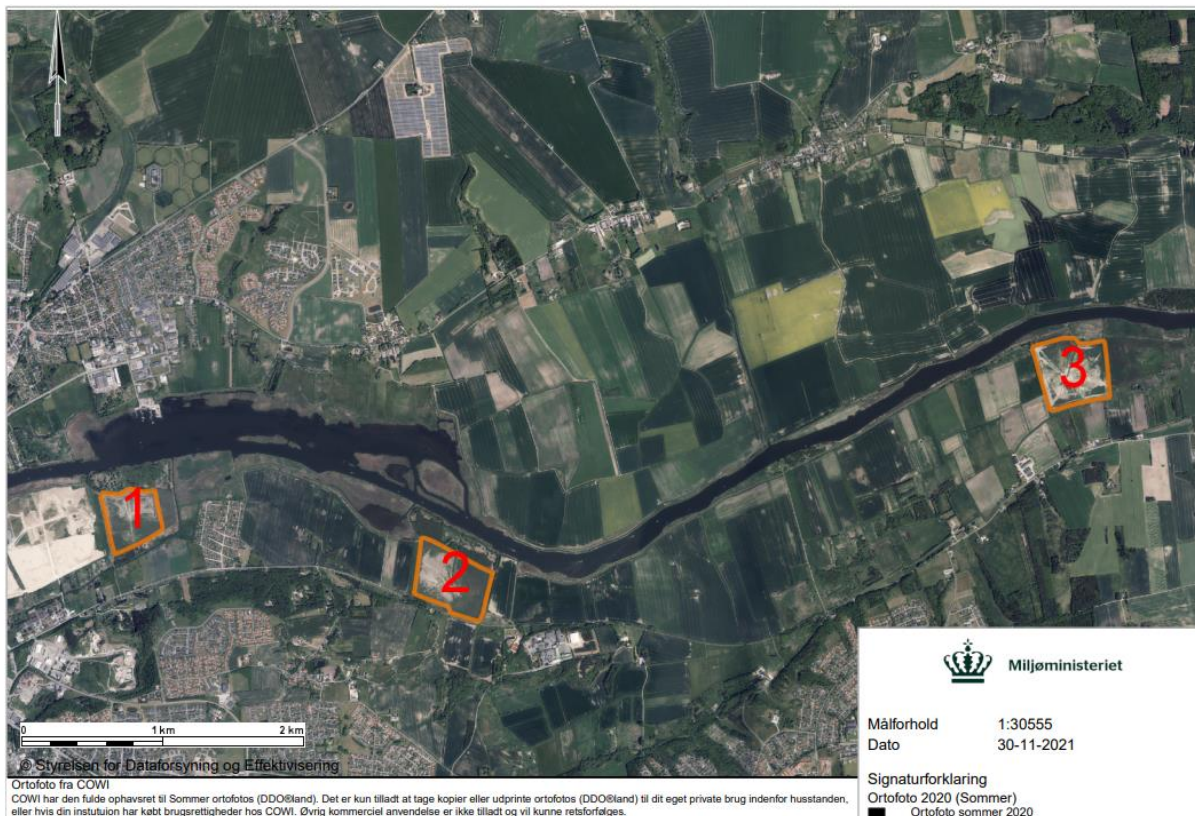 1
2
3
0 1 km 2 km
© Styrelsen for Dataforsyning og Effektivisering
Ortofoto fra COWI
COWI har den fulde ophavsret til Sommer ortofotos (DDO®land). Det er kun tilladt at tage kopier eller udprinte ortofotos (DDO®land) til dit eget private brug indenfor husstanden,
eller hvis din instutuion har købt brugsrettigheder hos COWI. Øvrig kommerciel anvendelse er ikke tilladt og vil kunne retsforfølges.
Miljøministeriet
Målforhold 1:30555
Dato 30-11-2021
Signaturforklaring
Ortofoto 2020 (Sommer)
Ortofoto sommer 2020